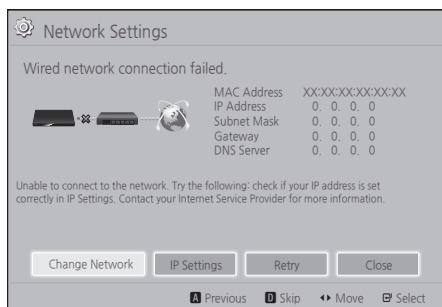 Network Settings
Wired network connection failed.
MAC Address XX:XX:XX:XX:XX:XX
IP Address 0. 0. 0. 0
Subnet Mask 0. 0. 0. 0
Gateway 0. 0. 0. 0
DNS Server 0. 0. 0. 0
Unable to connect to the network. Try the following: check if your IP address is set
correctly in IP Settings. Contact your Internet Service Provider for more information.
Change Network IP Settings Retry Close
A Previous D Skip Move Select